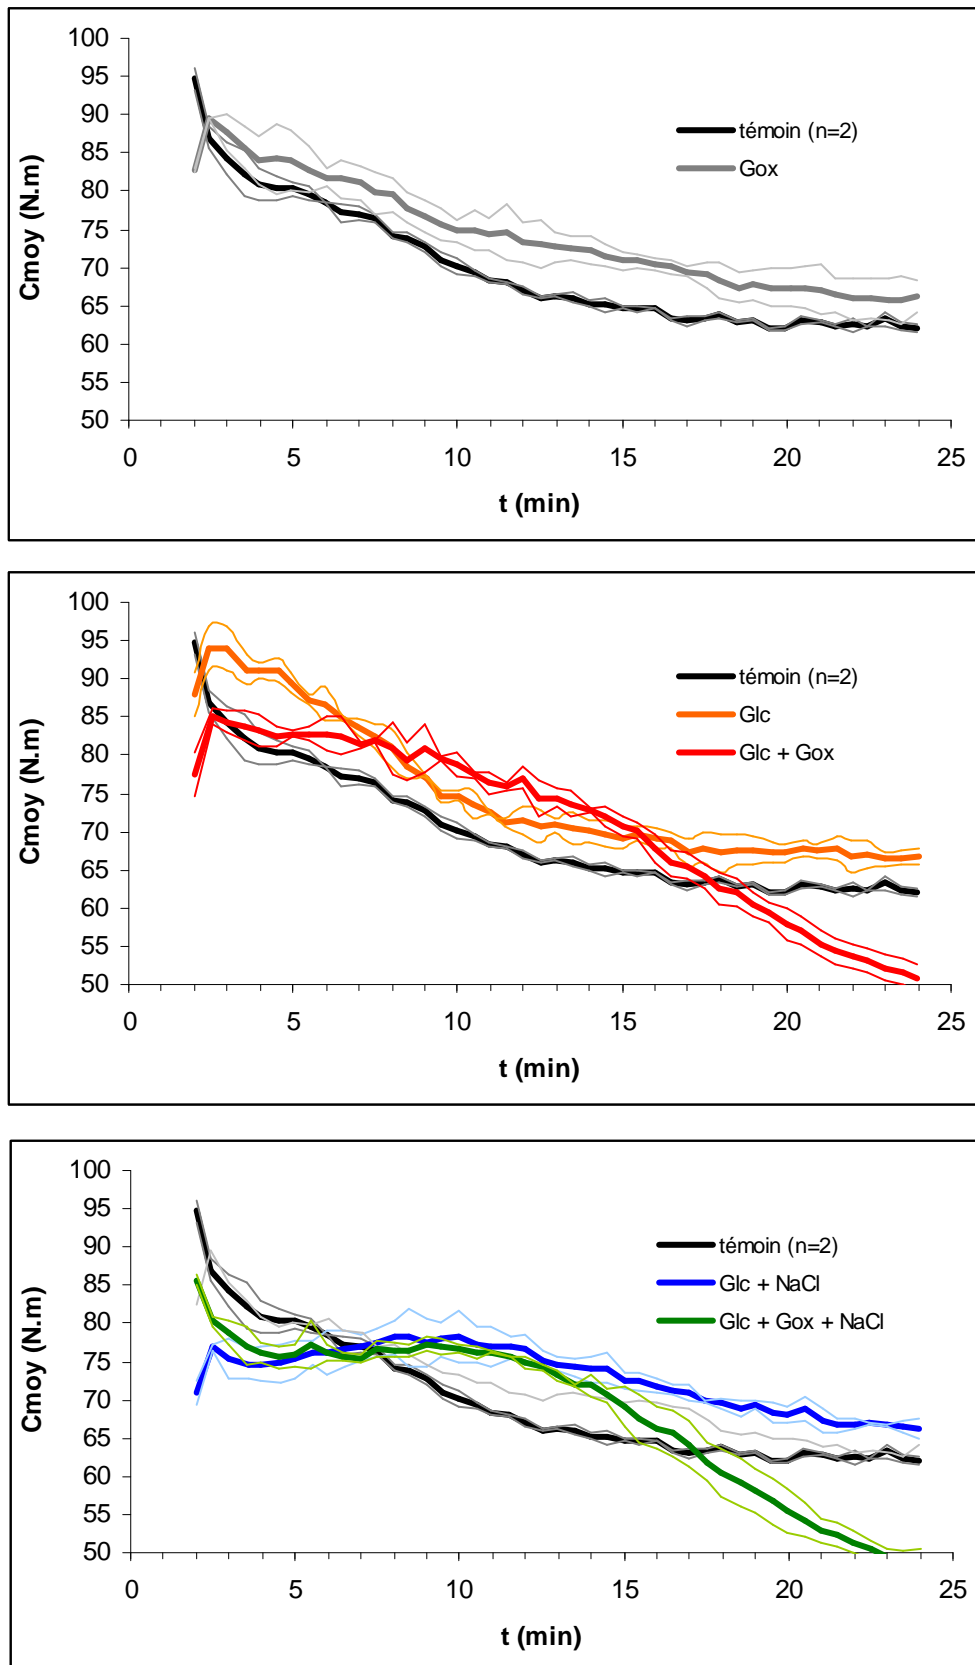 100
95
90
85
80
75
70
65
60
55
50
Cmoy (N.m)
témoin (n=2)
Gox
0 5 10 15 20 25
t (min)
100
95
90
85
80
75
70
65
60
55
50
Cmoy (N.m)
témoin (n=2)
Glc
Glc + Gox
0 5 10 15 20 25
t (min)
100
95
90
85
80
75
70
65
60
55
50
Cmoy (N.m)
témoin (n=2)
Glc + NaCl
Glc + Gox + NaCl
0 5 10 15 20 25
t (min)